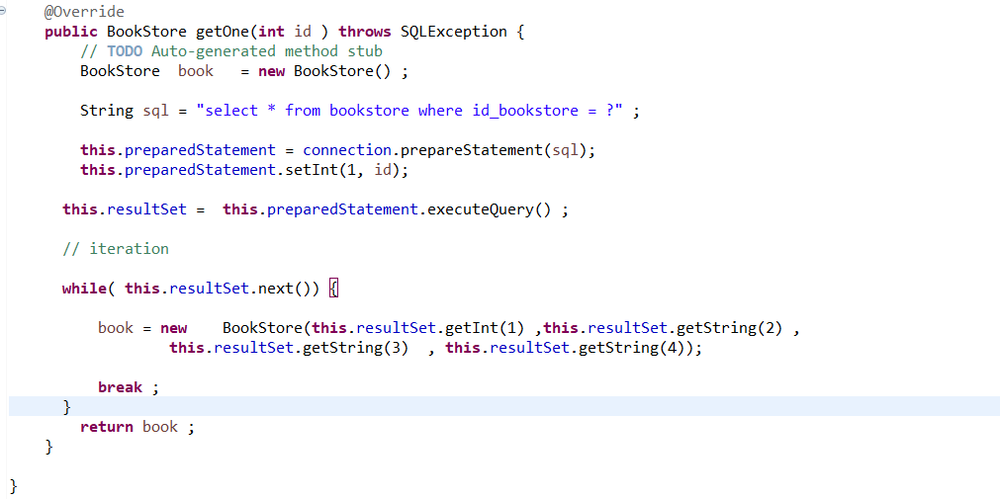 @Override
public BookStore getOne(int id ) throws SQLException {
// TODO Auto-generated method stub
BookStore  book   = new BookStore() ;
String sql = "select * from bookstore where id_bookstore = ?" ;
this.preparedStatement = connection.prepareStatement(sql);
this.preparedStatement.setInt(1, id);
this.resultSet =  this.preparedStatement.executeQuery() ;
// iteration
while( this.resultSet.next()) {
book = new    BookStore(this.resultSet.getInt(1) ,this.resultSet.getString(2) ,
this.resultSet.getString(3)  , this.resultSet.getString(4));
break ;
}
return book ;
}
}